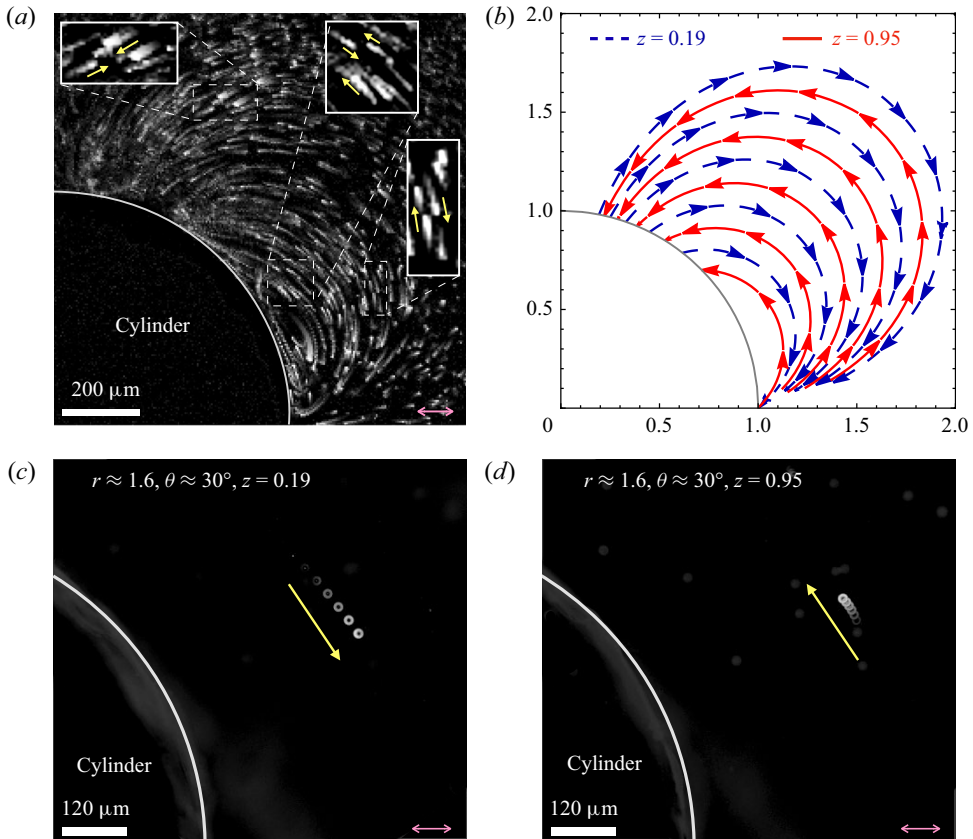 (a)
Cylinder
200 μm
(b)
2.0
z = 0.19 z = 0.95
1.5
1.0
0.5
0 0.5 1.0 1.5 2.0
(c)
r ≈ 1.6, θ ≈ 30°, z = 0.19
Cylinder
120 μm
(d)
r ≈ 1.6, θ ≈ 30°, z = 0.95
Cylinder
120 μm